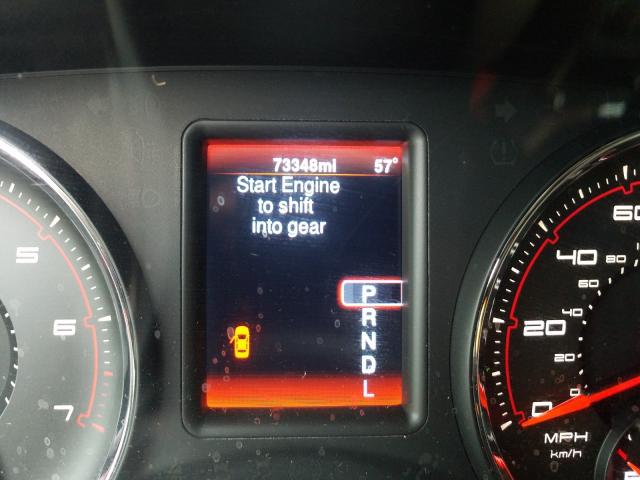 73348mi 57°
Start Engine
to shift
into gear
P
R
N
D
L
5
6
7
60
40 80
60
20 40
20
0 0
MPH
km/h